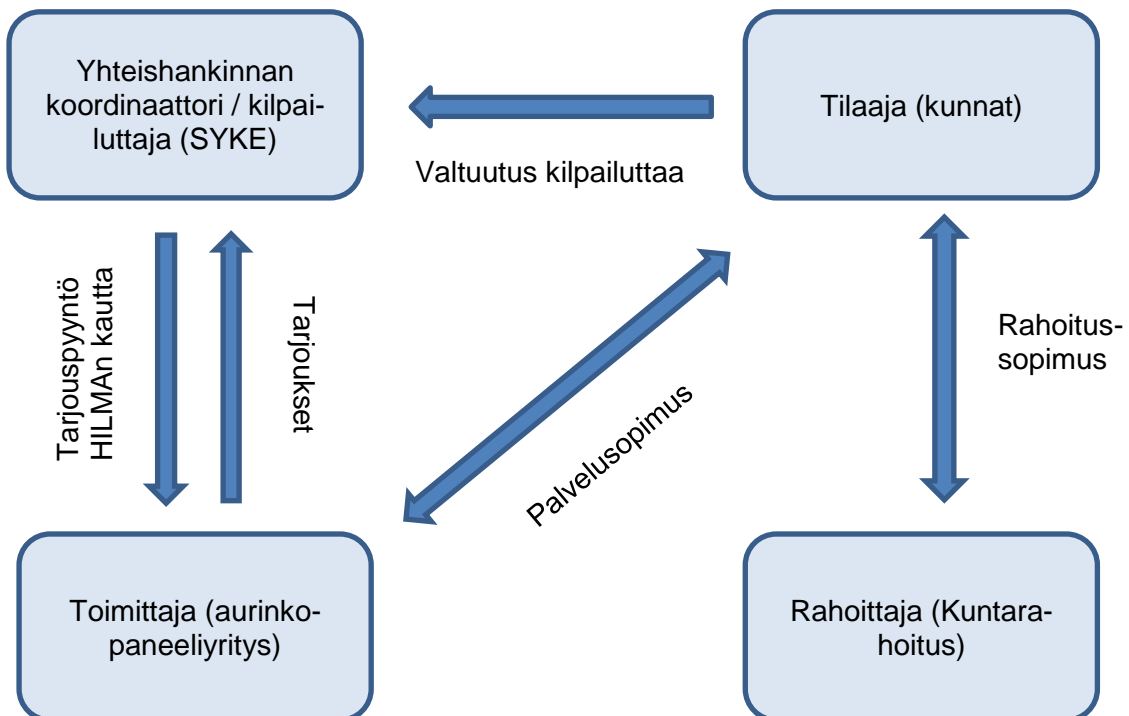 Yhteishankinnan
koordinaattori / kilpai-
luttaja (SYKE)
Tilaaja (kunnat)
Valtuutus kilpailuttaa
Tarjouspyyntö
HILMAn kautta
Tarjoukset
Palvelusopimus
Rahoitus-
sopimus
Toimittaja (aurinko-
paneeliyritys)
Rahoittaja (Kuntara-
hoitus)